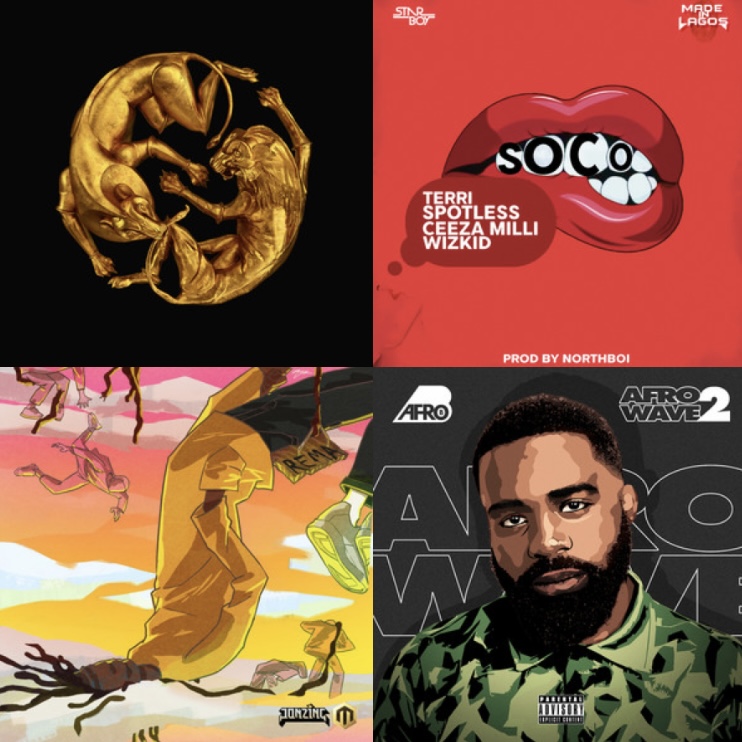 STAR
BOY
MADE
IN
LAGOS
SOCO
TERRI
SPOTLESS
CEEZA MILLI
WIZKID
PROD BY NORTHBOI
REMA
JONZING
M
AFRO B
AFRO
WAVE 2
AFRO
WAVE
PARENTAL
ADVISORY
EXPLICIT CONTENT